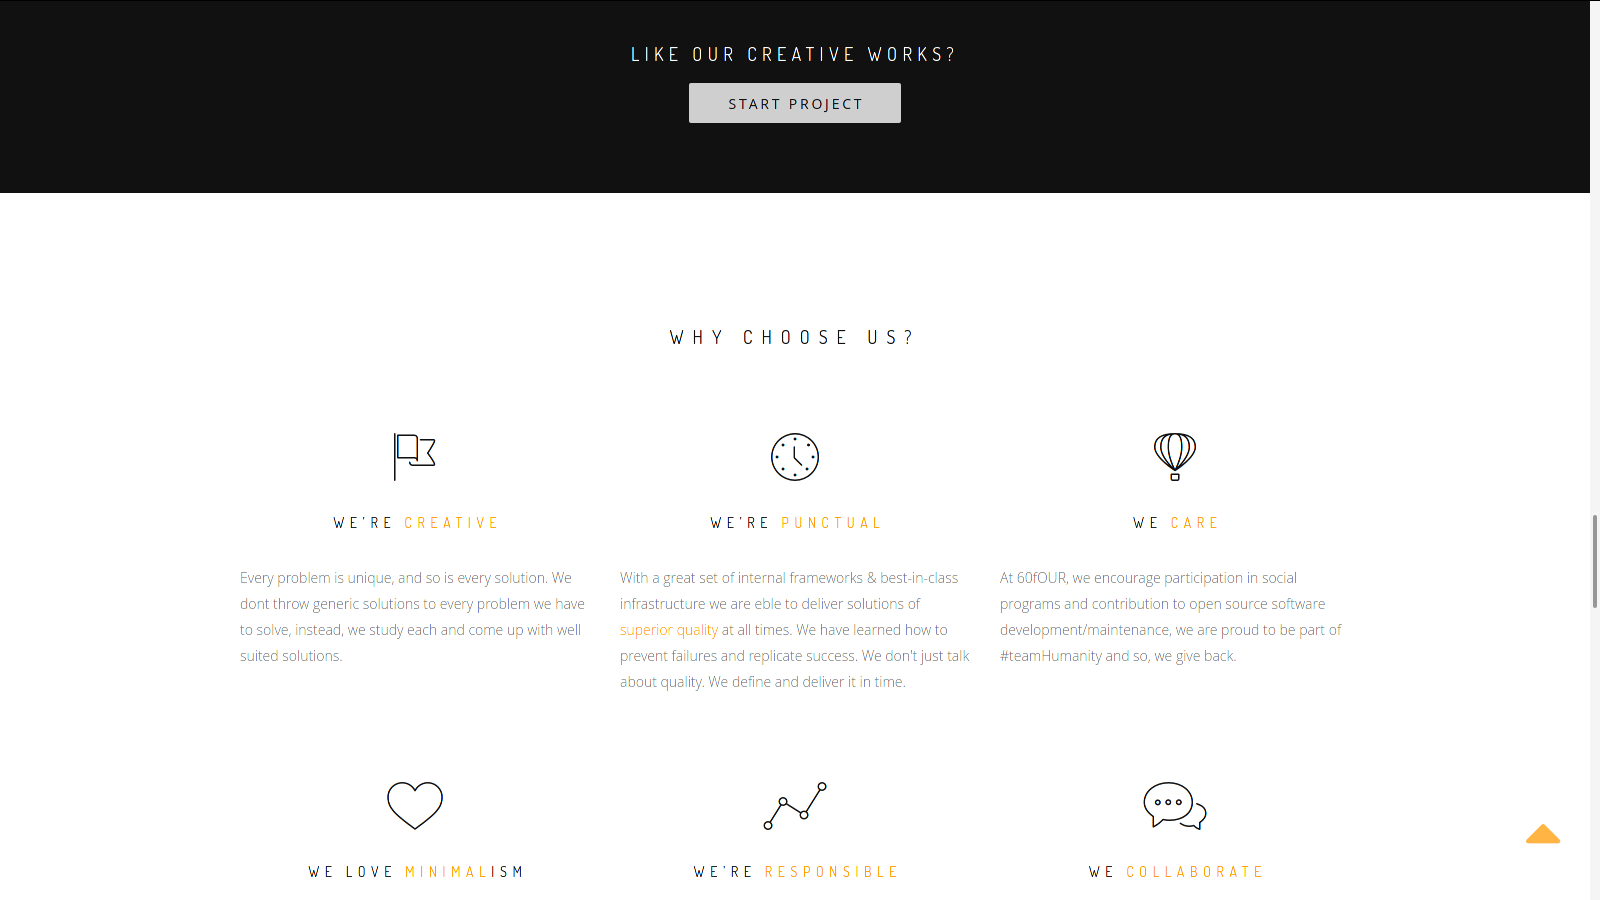 LIKE OUR CREATIVE WORKS?
START PROJECT
WHY CHOOSE US?
WE'RE CREATIVE
Every problem is unique, and so is every solution. We
dont throw generic solutions to every problem we have
to solve, instead, we study each and come up with well
suited solutions.
WE'RE PUNCTUAL
With a great set of internal frameworks & best-in-class
infrastructure we are eble to deliver solutions of
superior quality at all times. We have learned how to
prevent failures and replicate success. We don't just talk
about quality. We define and deliver it in time.
WE CARE
At 60fOUR, we encourage participation in social
programs and contribution to open source software
development/maintenance, we are proud to be part of
#teamHumanity and so, we give back.
WE LOVE MINIMALISM
WE'RE RESPONSIBLE
WE COLLABORATE